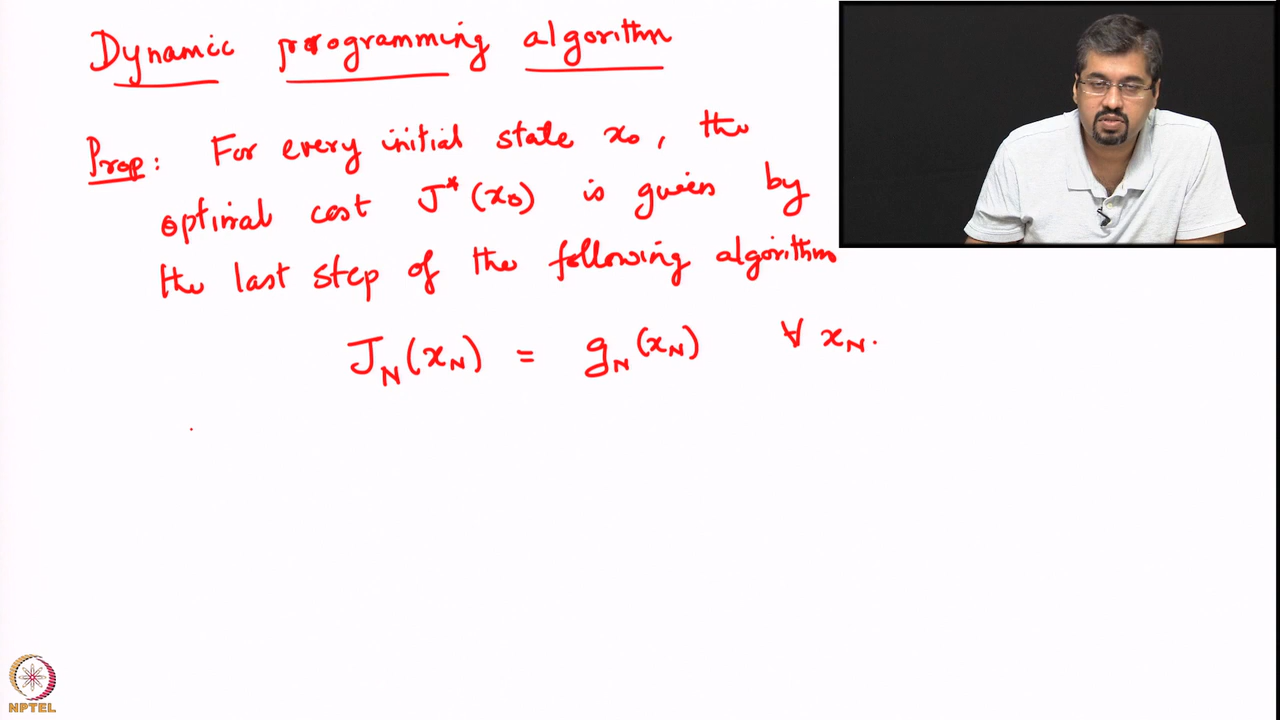 Dynamic programming algorithm
Prop: For every initial state x₀, the
optimal cost J*(x₀) is given by
the last step of the following algorithm
J_N(x_N) = g_N(x_N) ∀ x_N.
NPTEL